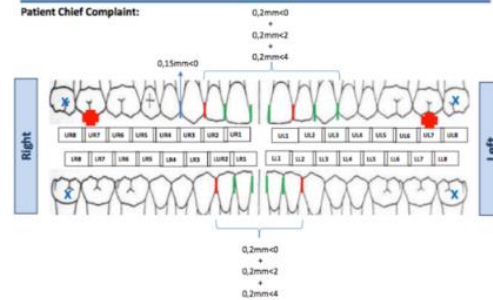 Patient Chief Complaint:
0,2mm<0
+
0,2mm<2
+
0,2mm<4
0,15mm<0
X
X
Right
Left
UR8 UR7 UR6 UR5 UR4 UR3 UR2 UR1 UL1 UL2 UL3 UL4 UL5 UL6 UL7 UL8
LR8 LR7 LR6 LR5 LR4 LR3 LLUR2 LR1 LL1 LL2 LL3 LL4 LL5 LL6 LL7 LL8
X
X
0,2mm<0
+
0,2mm<2
+
0,2mm<4